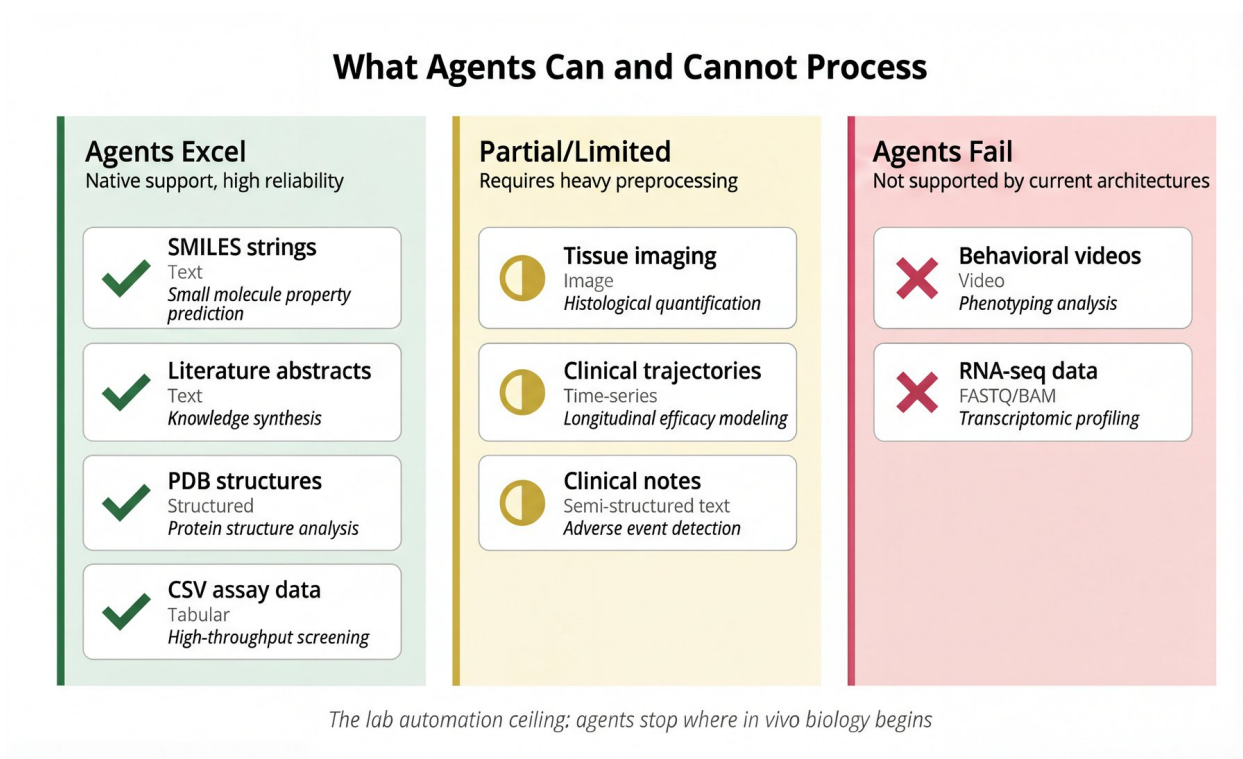 What Agents Can and Cannot Process
Agents Excel
Native support, high reliability
SMILES strings
Text
Small molecule property
prediction
Literature abstracts
Text
Knowledge synthesis
PDB structures
Structured
Protein structure analysis
CSV assay data
Tabular
High-throughput screening
Partial/Limited
Requires heavy preprocessing
Tissue imaging
Image
Histological quantification
Clinical trajectories
Time-series
Longitudinal efficacy modeling
Clinical notes
Semi-structured text
Adverse event detection
Agents Fail
Not supported by current architectures
Behavioral videos
Video
Phenotyping analysis
RNA-seq data
FASTQ/BAM
Transcriptomic profiling
The lab automation ceiling: agents stop where in vivo biology begins